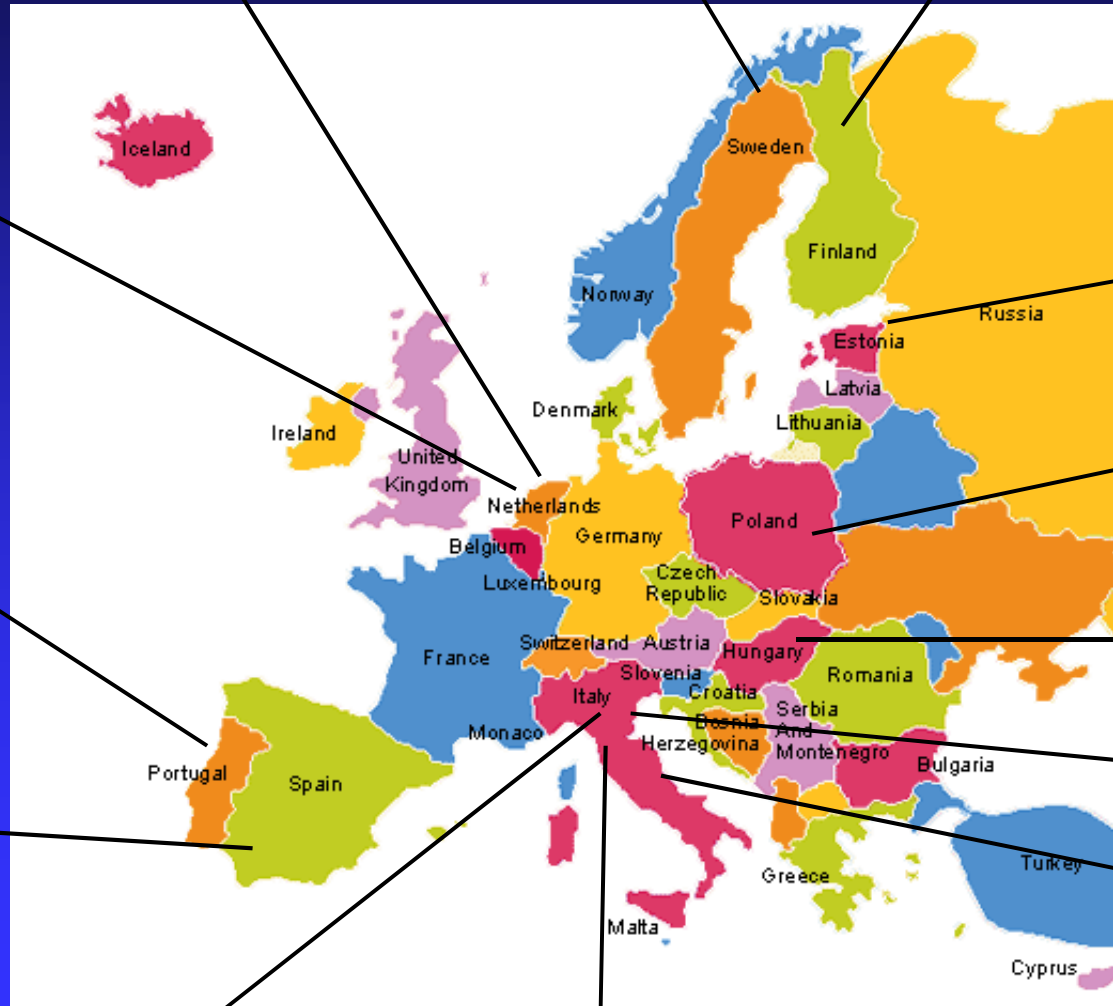 Iceland
Sweden
Finland
Norway
Russia
Estonia
Latvia
Denmark
Lithuania
Ireland
United
Kingdom
Netherlands
Poland
Germany
Belgium
Czech
Republic
Luxembourg
Slovakia
Switzerland
Austria
Hungary
France
Slovenia
Romania
Italy
Croatia
Serbia
And
Montenegro
Bosnia
Herzegovina
Monaco
Bulgaria
Portugal
Spain
Turkey
Greece
Malta
Cyprus